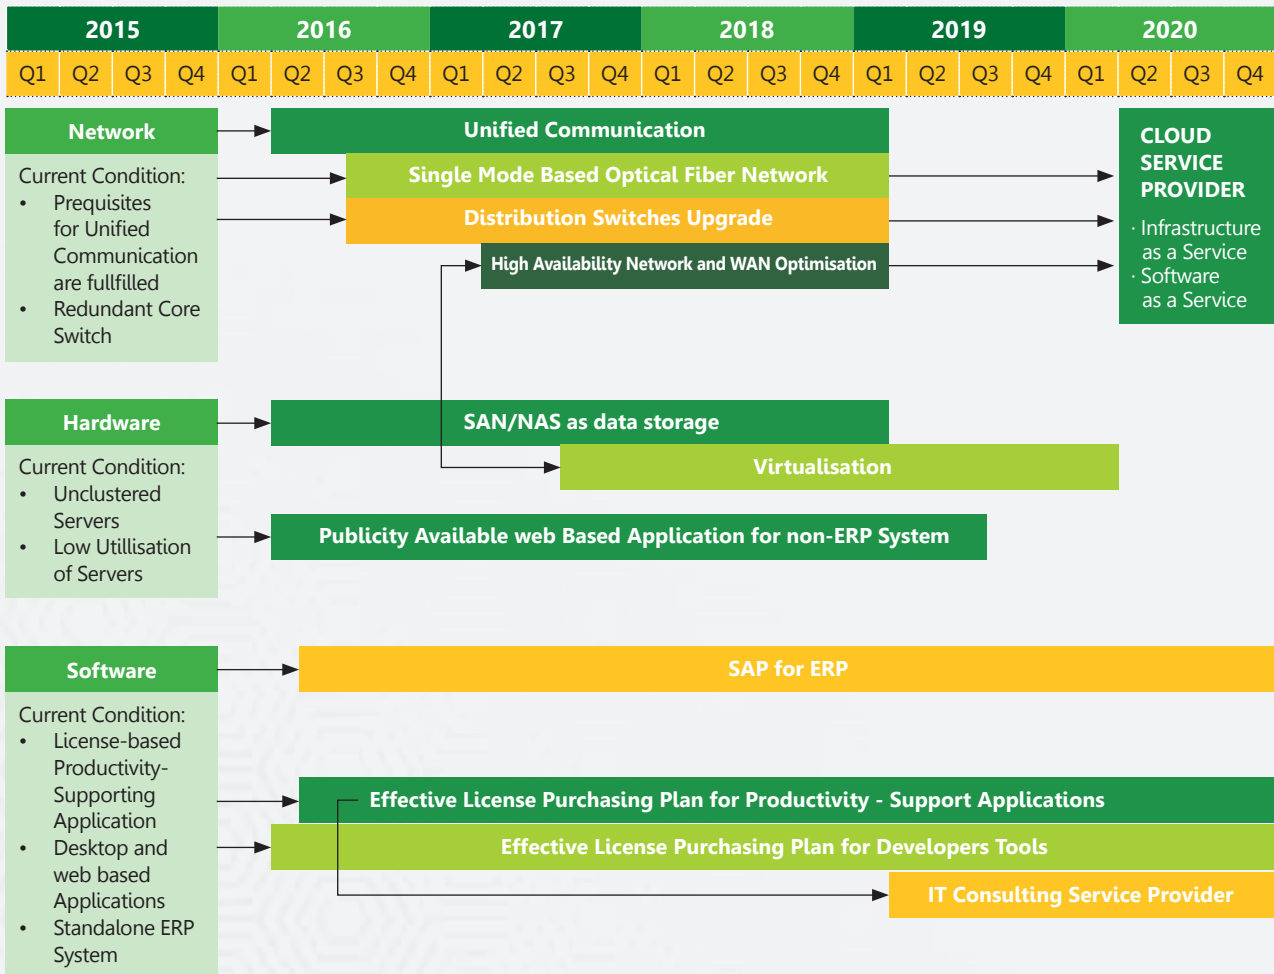 2015 2016 2017 2018 2019 2020
Q1 Q2 Q3 Q4 Q1 Q2 Q3 Q4 Q1 Q2 Q3 Q4 Q1 Q2 Q3 Q4 Q1 Q2 Q3 Q4 Q1 Q2 Q3 Q4
Network
Current Condition:
• Prequisites
for Unified
Communication
are fullfilled
• Redundant Core
Switch
Unified Communication
Single Mode Based Optical Fiber Network
Distribution Switches Upgrade
High Availability Network and WAN Optimisation
CLOUD
SERVICE
PROVIDER
· Infrastructure
as a Service
· Software
as a Service
Hardware
Current Condition:
• Unclustered
Servers
• Low Utillisation
of Servers
SAN/NAS as data storage
Virtualisation
Publicity Available web Based Application for non-ERP System
Software
Current Condition:
• License-based
Productivity-
Supporting
Application
• Desktop and
web based
Applications
• Standalone ERP
System
SAP for ERP
Effective License Purchasing Plan for Productivity - Support Applications
Effective License Purchasing Plan for Developers Tools
IT Consulting Service Provider